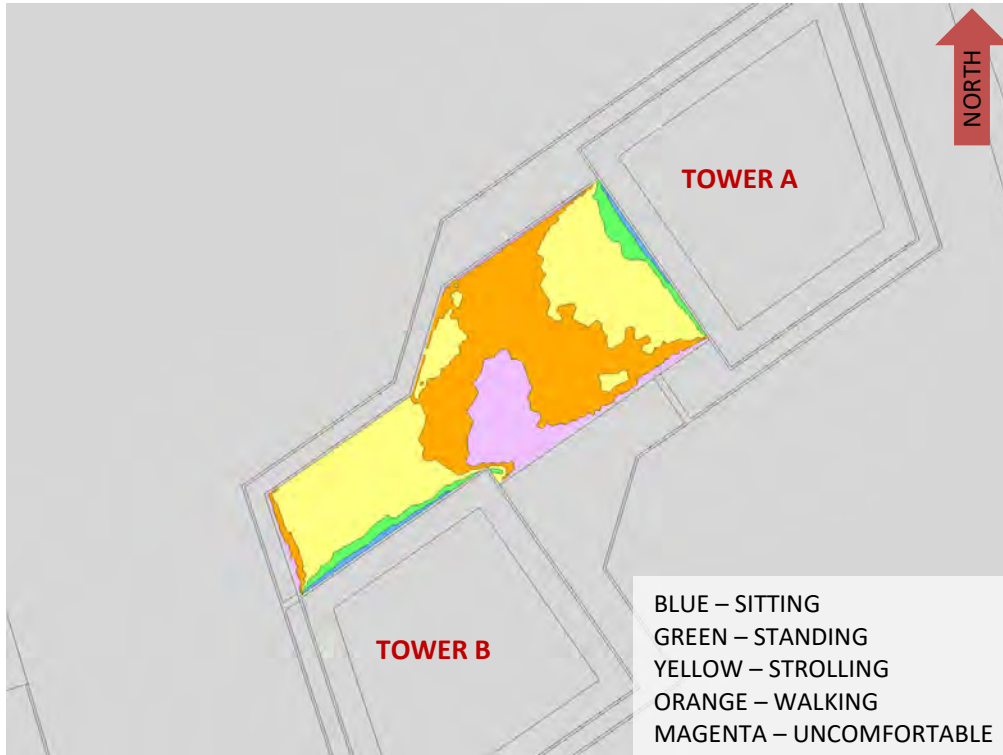 NORTH
TOWER A
TOWER B
BLUE – SITTING
GREEN – STANDING
YELLOW – STROLLING
ORANGE – WALKING
MAGENTA – UNCOMFORTABLE